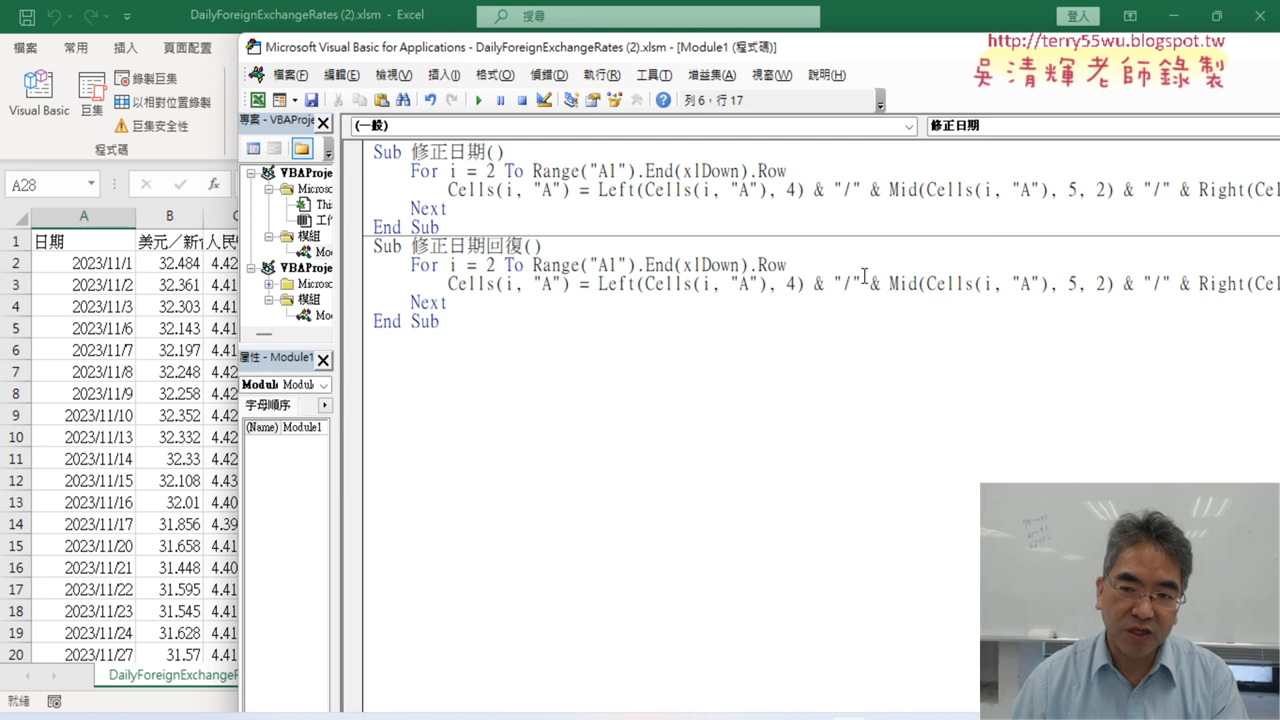 DailyForeignExchangeRates (2).xlsm - Excel
搜尋
登入
檔案 常用 插入 頁面配置
Visual Basic
巨集
錄製巨集
以相對位置錄製
巨集安全性
程式碼
A28
fx
A B
1 日期 美元／新 人民
2 2023/11/1 32.484 4.42
3 2023/11/2 32.361 4.42
4 2023/11/3 32.303 4.42
5 2023/11/6 32.143 4.41
6 2023/11/7 32.197 4.41
7 2023/11/8 32.248 4.42
8 2023/11/9 32.258 4.42
9 2023/11/10 32.352 4.42
10 2023/11/13 32.332 4.42
11 2023/11/14 32.33 4.42
12 2023/11/15 32.108 4.43
13 2023/11/16 32.01 4.40
14 2023/11/17 31.856 4.39
15 2023/11/20 31.658 4.41
16 2023/11/21 31.448 4.40
17 2023/11/22 31.595 4.41
18 2023/11/23 31.545 4.41
19 2023/11/24 31.628 4.41
20 2023/11/27 31.57 4.41
DailyForeignExchangeR
就緒
Microsoft Visual Basic for Applications - DailyForeignExchangeRates (2).xlsm - [Module1 (程式碼)]
檔案(F) 編輯(E) 檢視(V) 插入(I) 格式(O) 偵錯(D) 執行(R) 工具(T) 增益集(A) 視窗(W) 說明(H)
列 6，行 17
專案 - VBAProje
VBAProje
Microsc
Thi
工作
模組
Mo
VBAProje
Microsc
模組
Mo
屬性 - Module1
Modul Modul
字母順序
(Name) Module1
(一般) 修正日期
Sub 修正日期()
For i = 2 To Range("A1").End(xlDown).Row
Cells(i, "A") = Left(Cells(i, "A"), 4) & "/" & Mid(Cells(i, "A"), 5, 2) & "/" & Right(Ce
Next
End Sub
Sub 修正日期回復()
For i = 2 To Range("A1").End(xlDown).Row
Cells(i, "A") = Left(Cells(i, "A"), 4) & "/" & Mid(Cells(i, "A"), 5, 2) & "/" & Right(Cel
Next
End Sub
http://terry55wu.blogspot.tw
吳清輝老師錄製